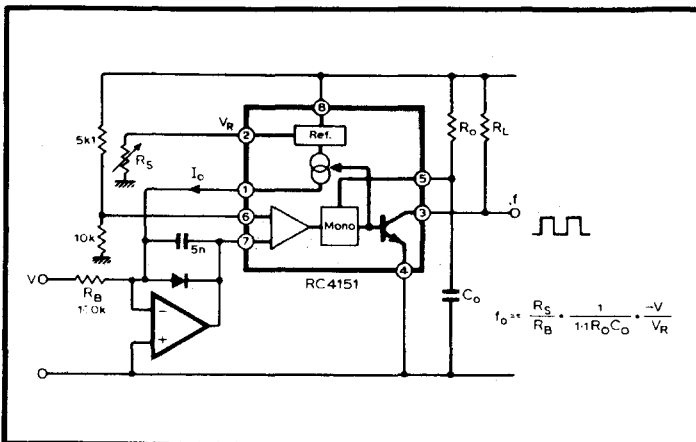 8
V_R
2
Ref.
5k1
R_S
R_O
R_L
I_o
1
5
6
3
f
10k
5n
7
Mono
4
V
R_B
RC4151
C_O
f_o = R_S/R_B · 1/(1·1R_OC_O) · -V/V_R